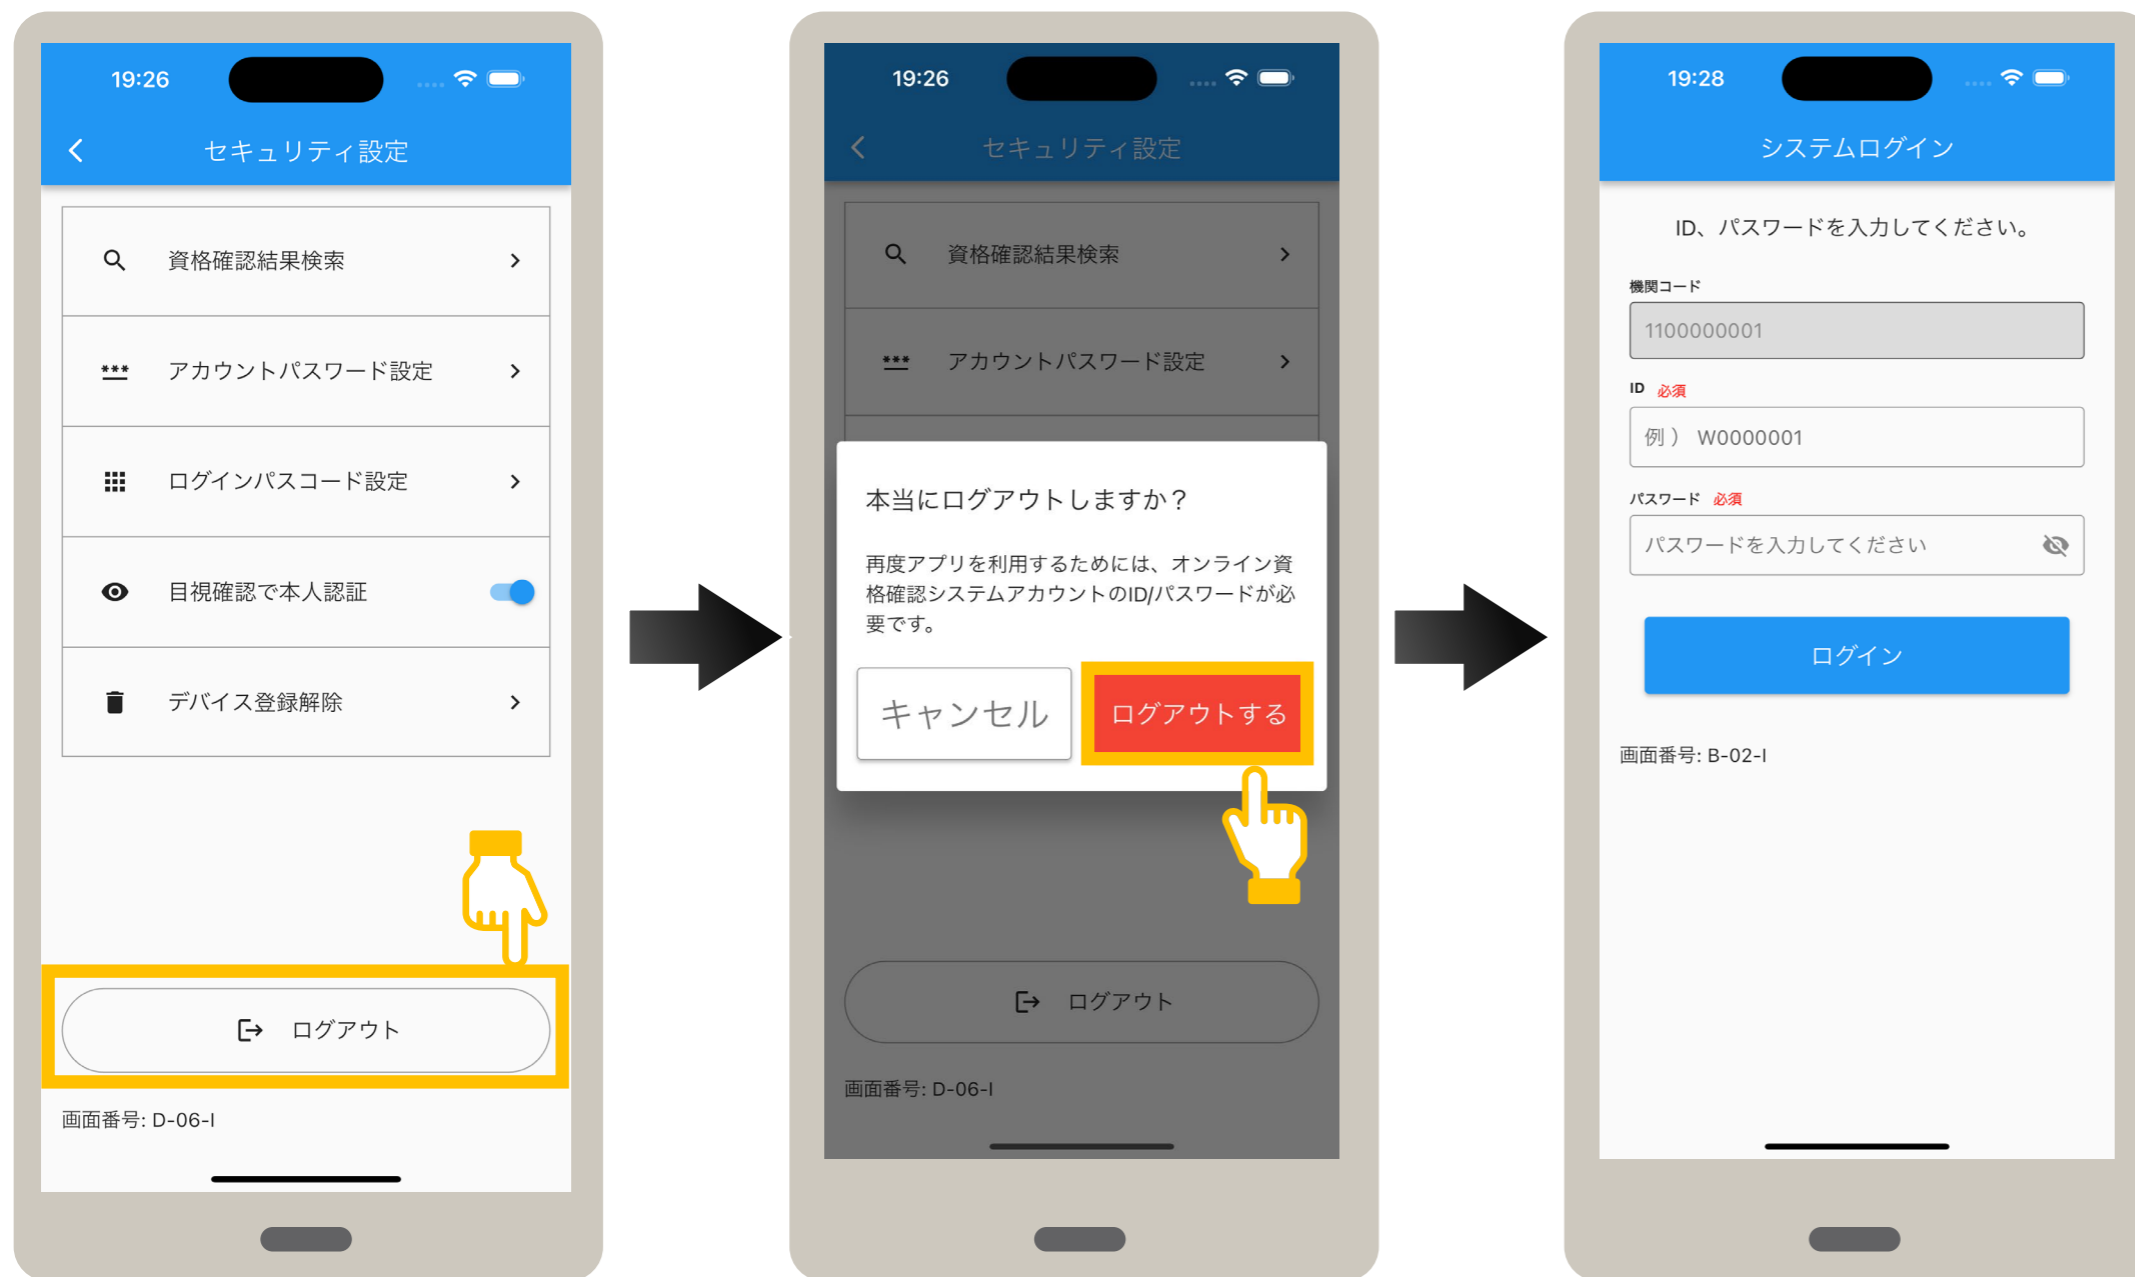 19:26
セキュリティ設定
資格確認結果検索
アカウントパスワード設定
ログインパスコード設定
目視確認で本人認証
デバイス登録解除
ログアウト
画面番号: D-06-I
19:26
セキュリティ設定
資格確認結果検索
アカウントパスワード設定
本当にログアウトしますか？
再度アプリを利用するためには、オンライン資
格確認システムアカウントのID/パスワードが必
要です。
キャンセル
ログアウトする
ログアウト
画面番号: D-06-I
19:28
システムログイン
ID、パスワードを入力してください。
機関コード
1100000001
ID 必須
例） W0000001
パスワード 必須
パスワードを入力してください
ログイン
画面番号: B-02-I